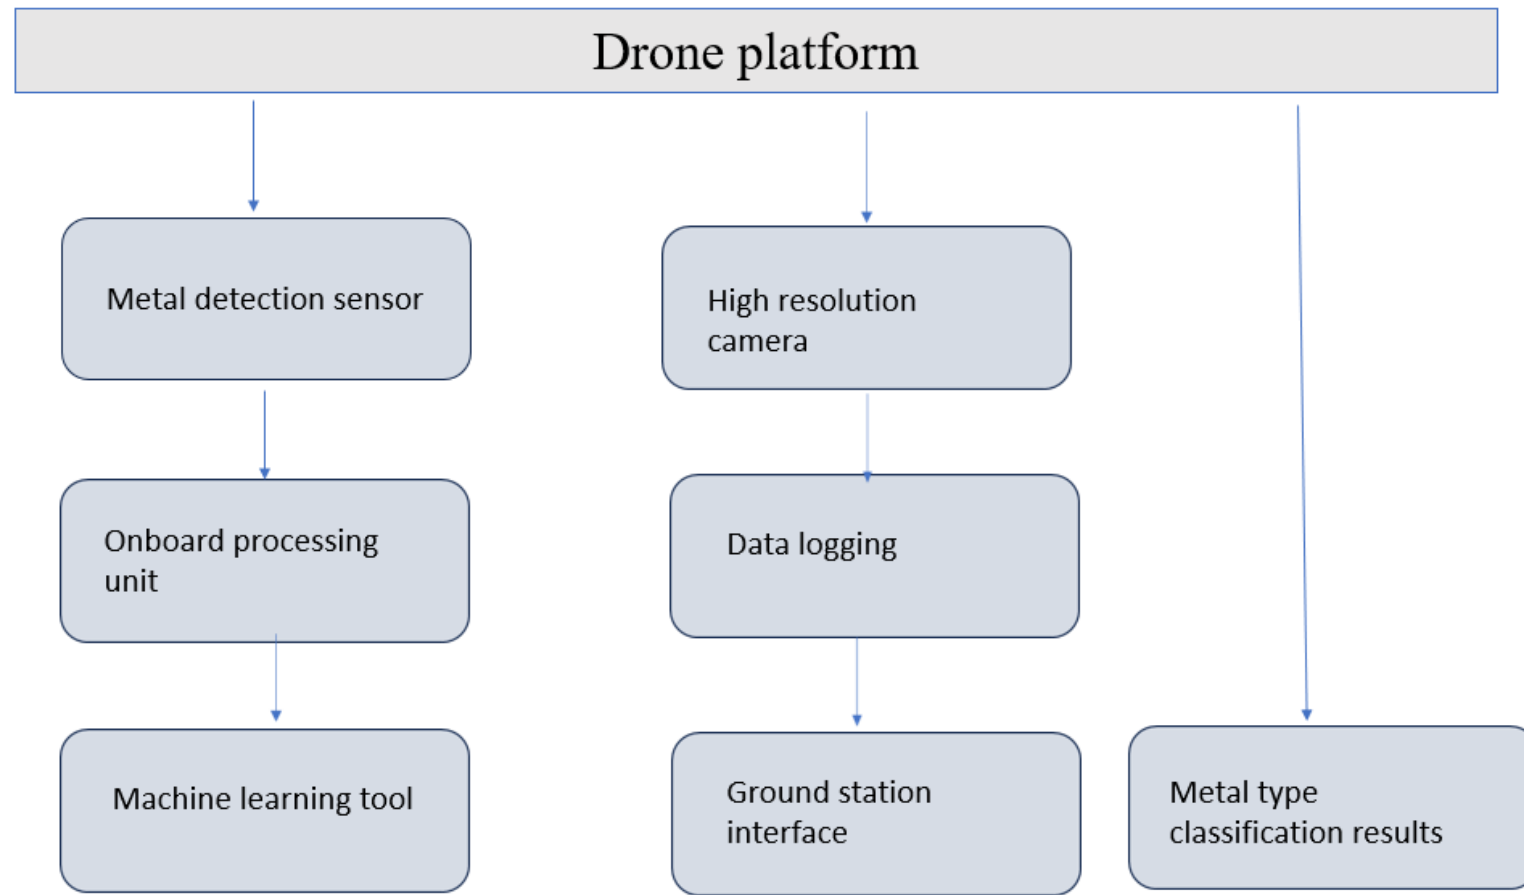 Drone platform
Metal detection sensor
High resolution
camera
Onboard processing
unit
Data logging
Machine learning tool
Ground station
interface
Metal type
classification results